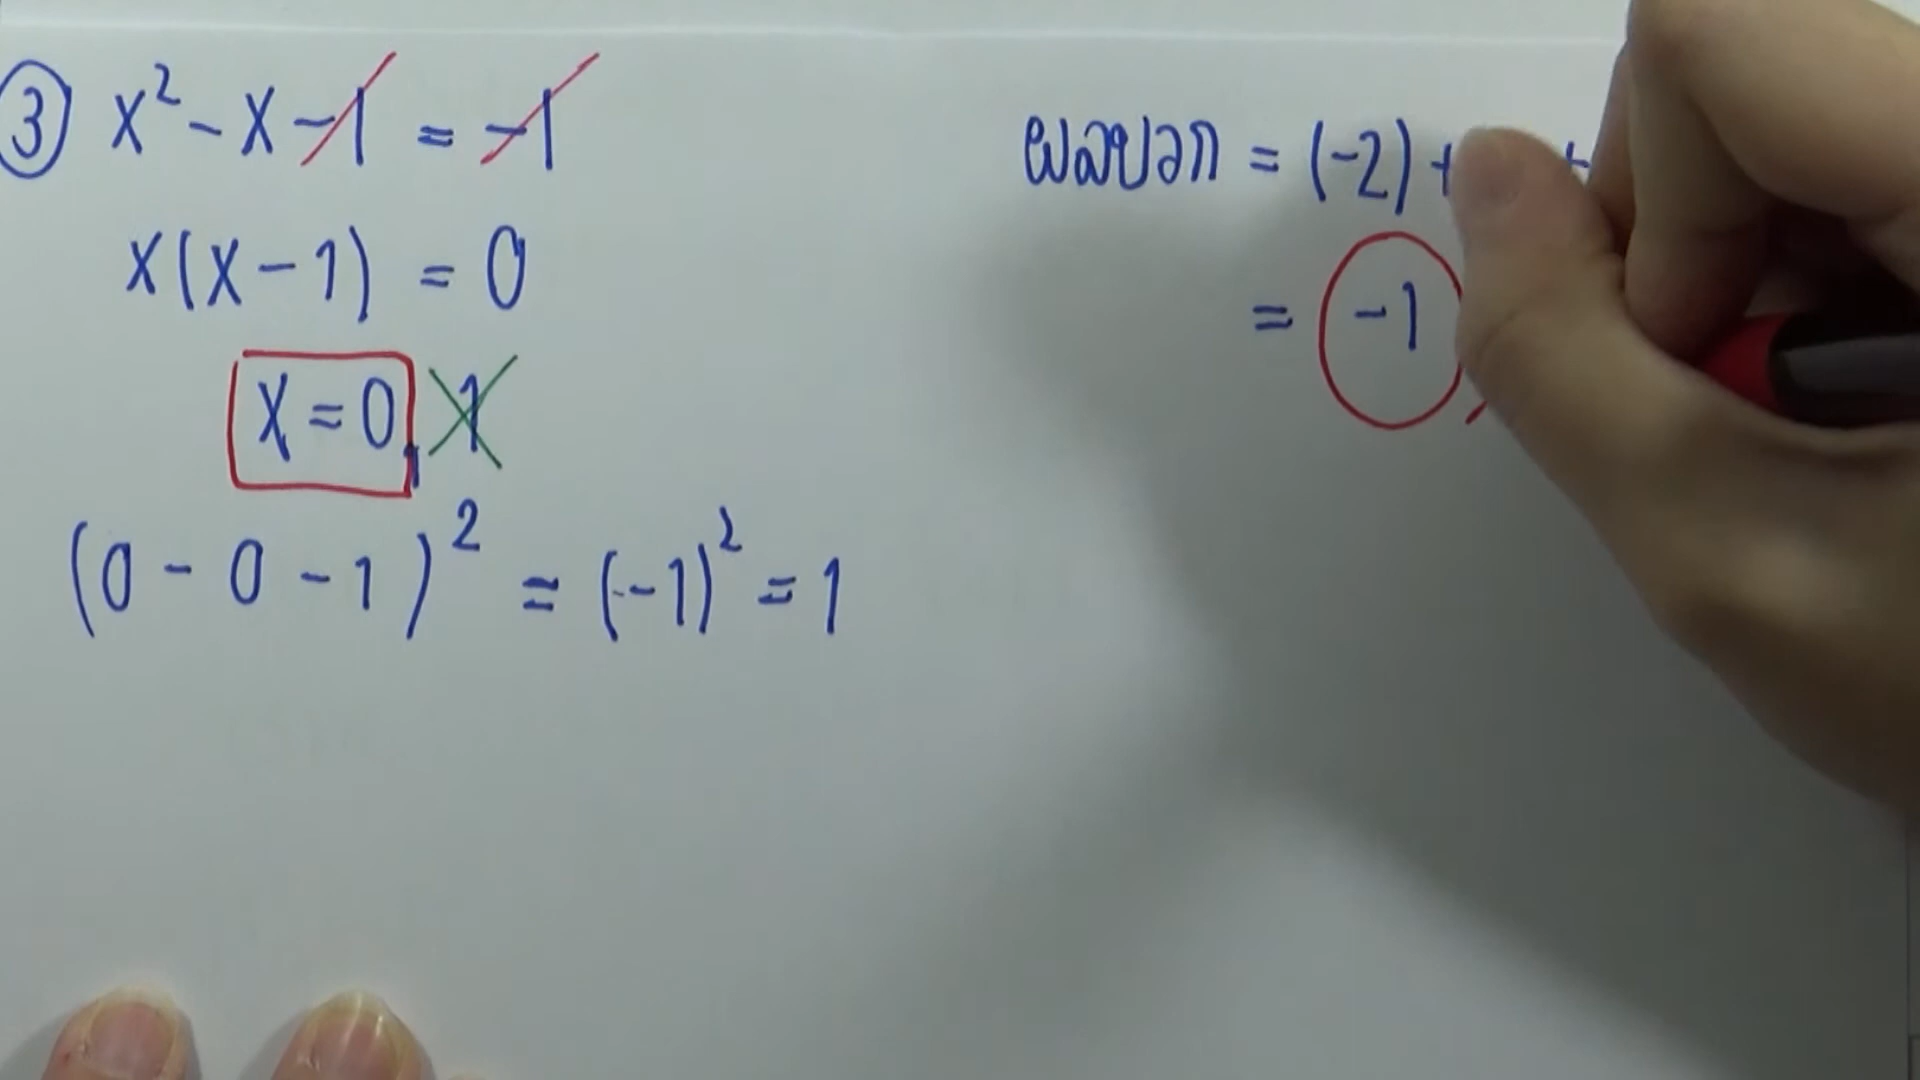 ③ x² - x - 1 = -1
x(x - 1) = 0
x = 0, 1
(0 - 0 - 1)² = (-1)² = 1
ผลบวก = (-2) + +
= -1